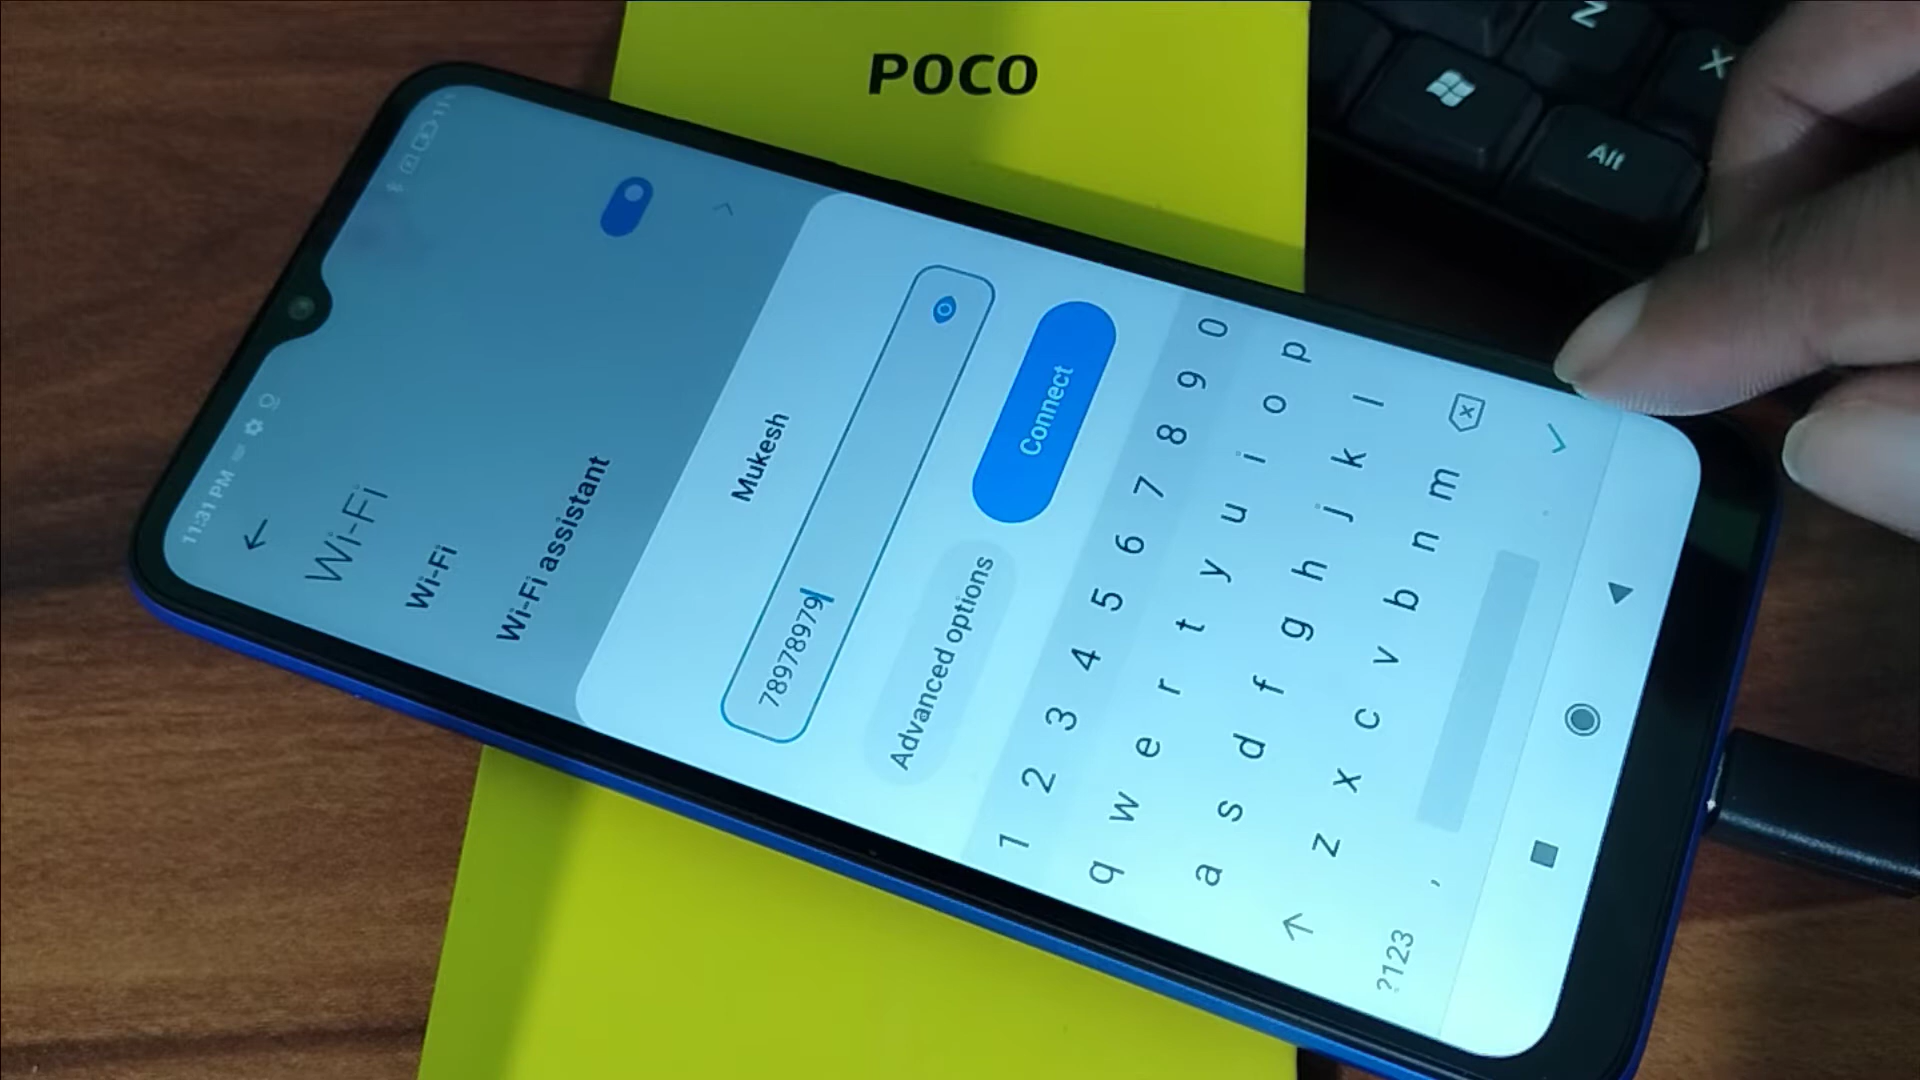 POCO
Z
X
Alt
11:31 PM
Wi-Fi
Wi-Fi
Wi-Fi assistant
Mukesh
789789789
Advanced options Connect
1 2 3 4 5 6 7 8 9 0
q w e r t y u i o p
a s d f g h j k l
z x c v b n m
?123 , .